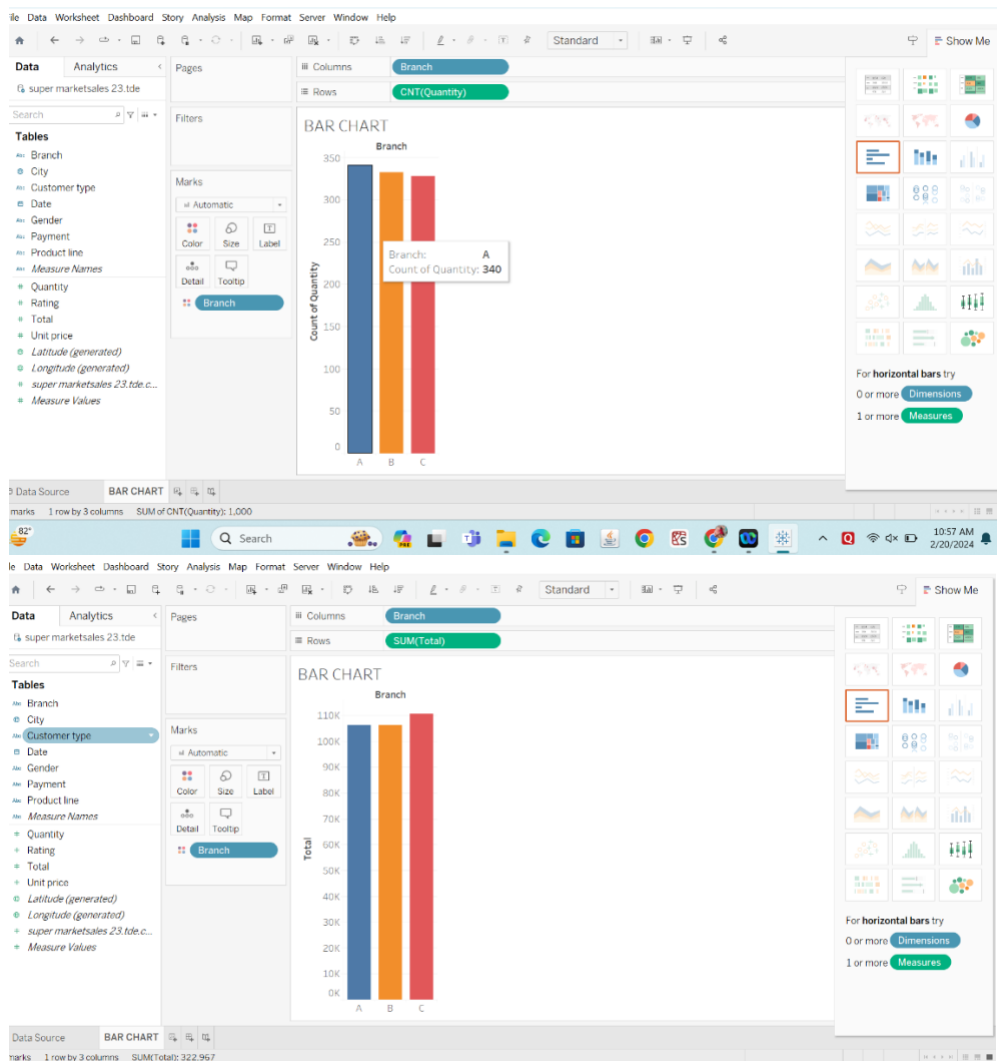 ile Data Worksheet Dashboard Story Analysis Map Format Server Window Help
Standard
Show Me
Data Analytics
Pages
Columns Branch
super marketsales 23.tde
Rows CNT(Quantity)
Search
Filters
Tables
BAR CHART
Branch
City
Customer type
Date
Gender
Payment
Product line
Measure Names
Quantity
Rating
Total
Unit price
Latitude (generated)
Longitude (generated)
super marketsales 23.tde.c...
Measure Values
Marks
Automatic
Color Size Label
Detail Tooltip
Branch
Branch
350
300
250
200
150
100
50
0
Count of Quantity
A B C
Branch: A
Count of Quantity: 340
For horizontal bars try
0 or more Dimensions
1 or more Measures
Data Source BAR CHART
marks 1 row by 3 columns SUM of CNT(Quantity): 1,000
82°
Search
10:57 AM
2/20/2024
le Data Worksheet Dashboard Story Analysis Map Format Server Window Help
Standard
Show Me
Data Analytics
Pages
Columns Branch
super marketsales 23.tde
Rows SUM(Total)
Search
Filters
Tables
BAR CHART
Branch
City
Customer type
Date
Gender
Payment
Product line
Measure Names
Quantity
Rating
Total
Unit price
Latitude (generated)
Longitude (generated)
super marketsales 23.tde.c...
Measure Values
Marks
Automatic
Color Size Label
Detail Tooltip
Branch
Branch
110K
100K
90K
80K
70K
60K
50K
40K
30K
20K
10K
0K
Total
A B C
For horizontal bars try
0 or more Dimensions
1 or more Measures
Data Source BAR CHART
marks 1 row by 3 columns SUM(Total): 322,967